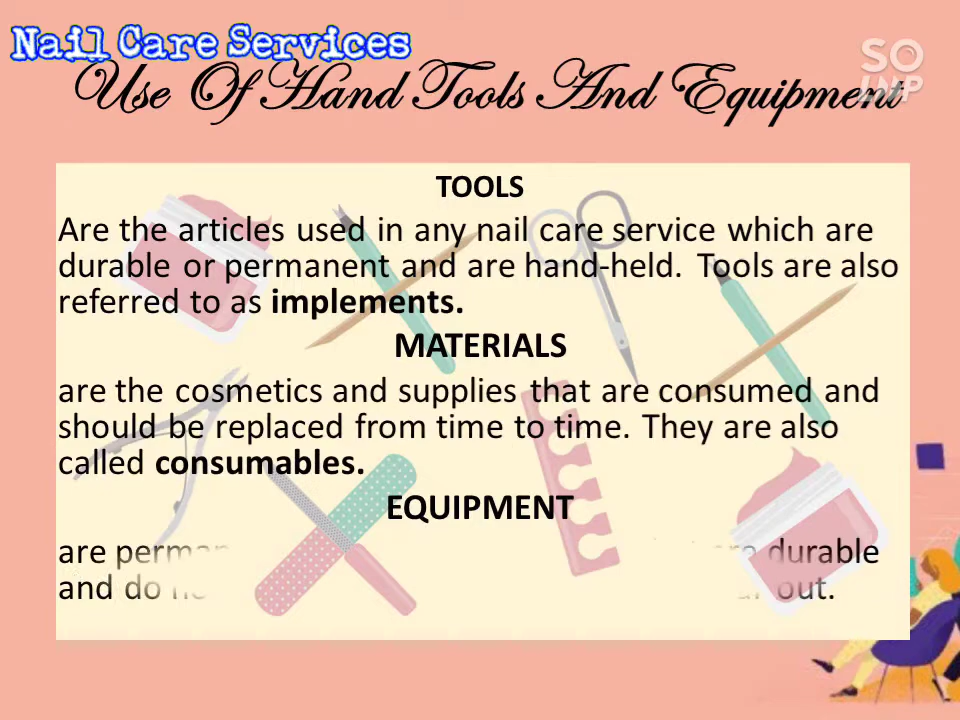 Nail Care Services
Use Of Hand Tools And Equipment
SO
TOOLS
Are the articles used in any nail care service which are
durable or permanent and are hand-held. Tools are also
referred to as implements.
MATERIALS
are the cosmetics and supplies that are consumed and
should be replaced from time to time. They are also
called consumables.
EQUIPMENT
are durable
and do out.